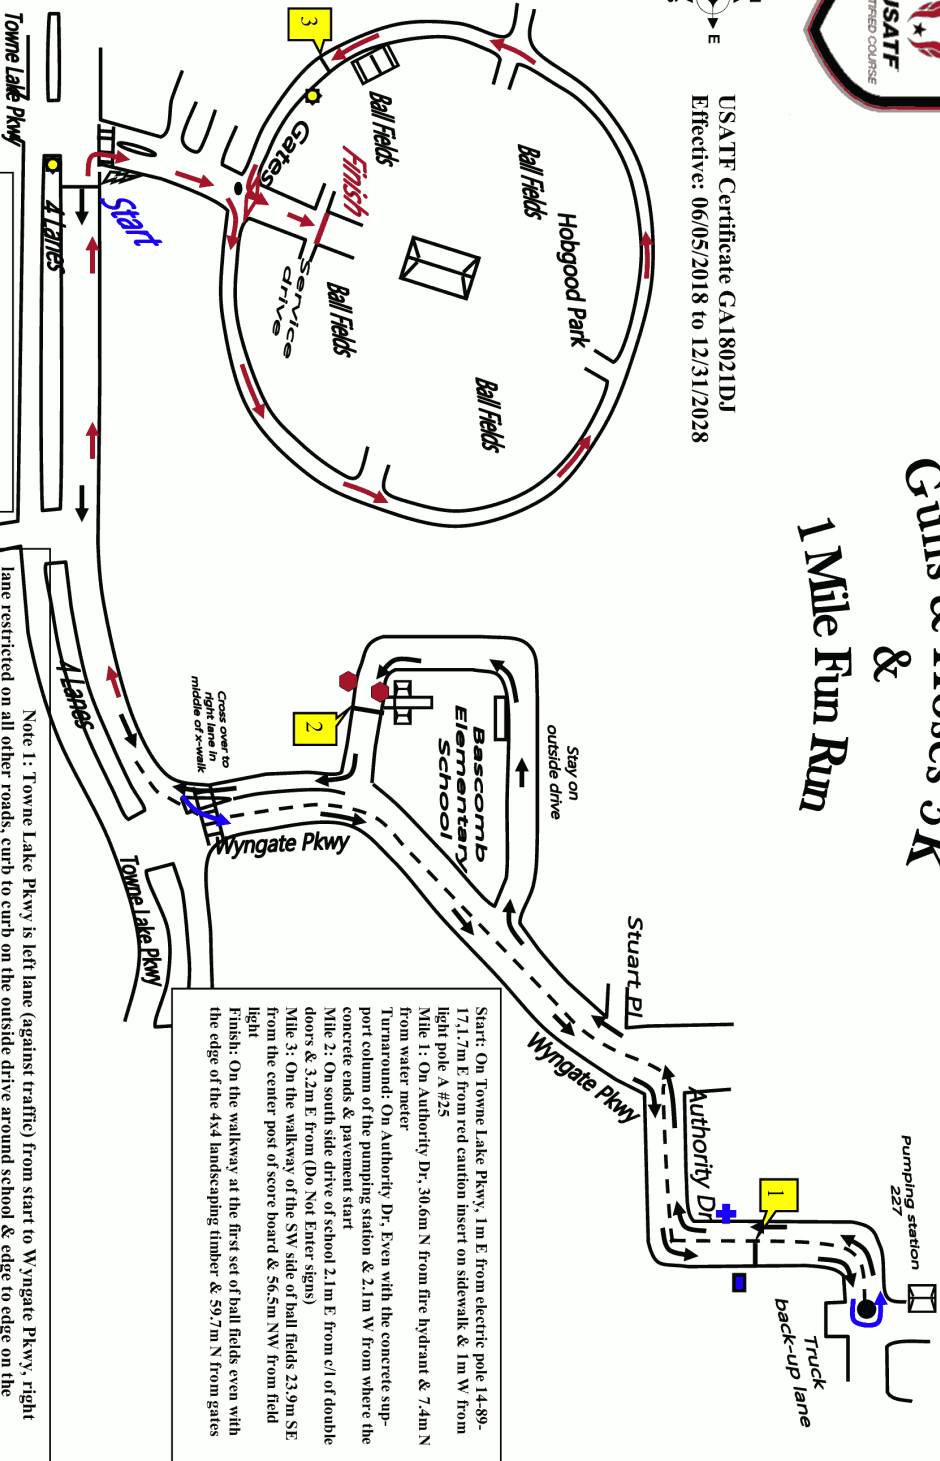 USATF
TIFIED COURSE
E
USATF Certificate GA18021DJ
Effective: 06/05/2018 to 12/31/2028
5K
&
1 Mile Fun Run
3
Ball Fields
Ball Fields
Hobgood Park
Gates
Finish
Ball Fields
Ball Fields
Service
drive
Towne Lake Pkwy
4 Lanes
Start
4 Lanes
Cross over to
right lane in
middle of x-walk
2
Bascomb
Elementary
School
Stay on
outside drive
Wyngate Pkwy
Towne Lake Pkwy
Stuart Pl
Wyngate Pkwy
Authority Dr
1
Pumping station
227
Truck
back-up lane
Start: On Towne Lake Pkwy, 1m E from electric pole 14-89-
17,1.7m E from red caution insert on sidewalk & 1m W from
light pole A #25
Mile 1: On Authority Dr, 30.6m N from fire hydrant & 7.4m N
from water meter
Turnaround: On Authority Dr, Even with the concrete sup-
port column of the pumping station & 2.1m W from where the
concrete ends & pavement start
Mile 2: On south side drive of school 2.1m E from c/l of double
doors & 3.2m E from (Do Not Enter signs)
Mile 3: On the walkway of the SW side of ball fields 23.9m SE
from the center post of score board & 56.5m NW from field
light
Finish: On the walkway at the first set of ball fields even with
the edge of the 4x4 landscaping timber & 59.7m N from gates
Note 1: Towne Lake Pkwy is left lane (against traffic) from start to Wyngate Pkwy, right
lane restricted on all other roads, curb to curb on the outside drive around school & edge to edge on the